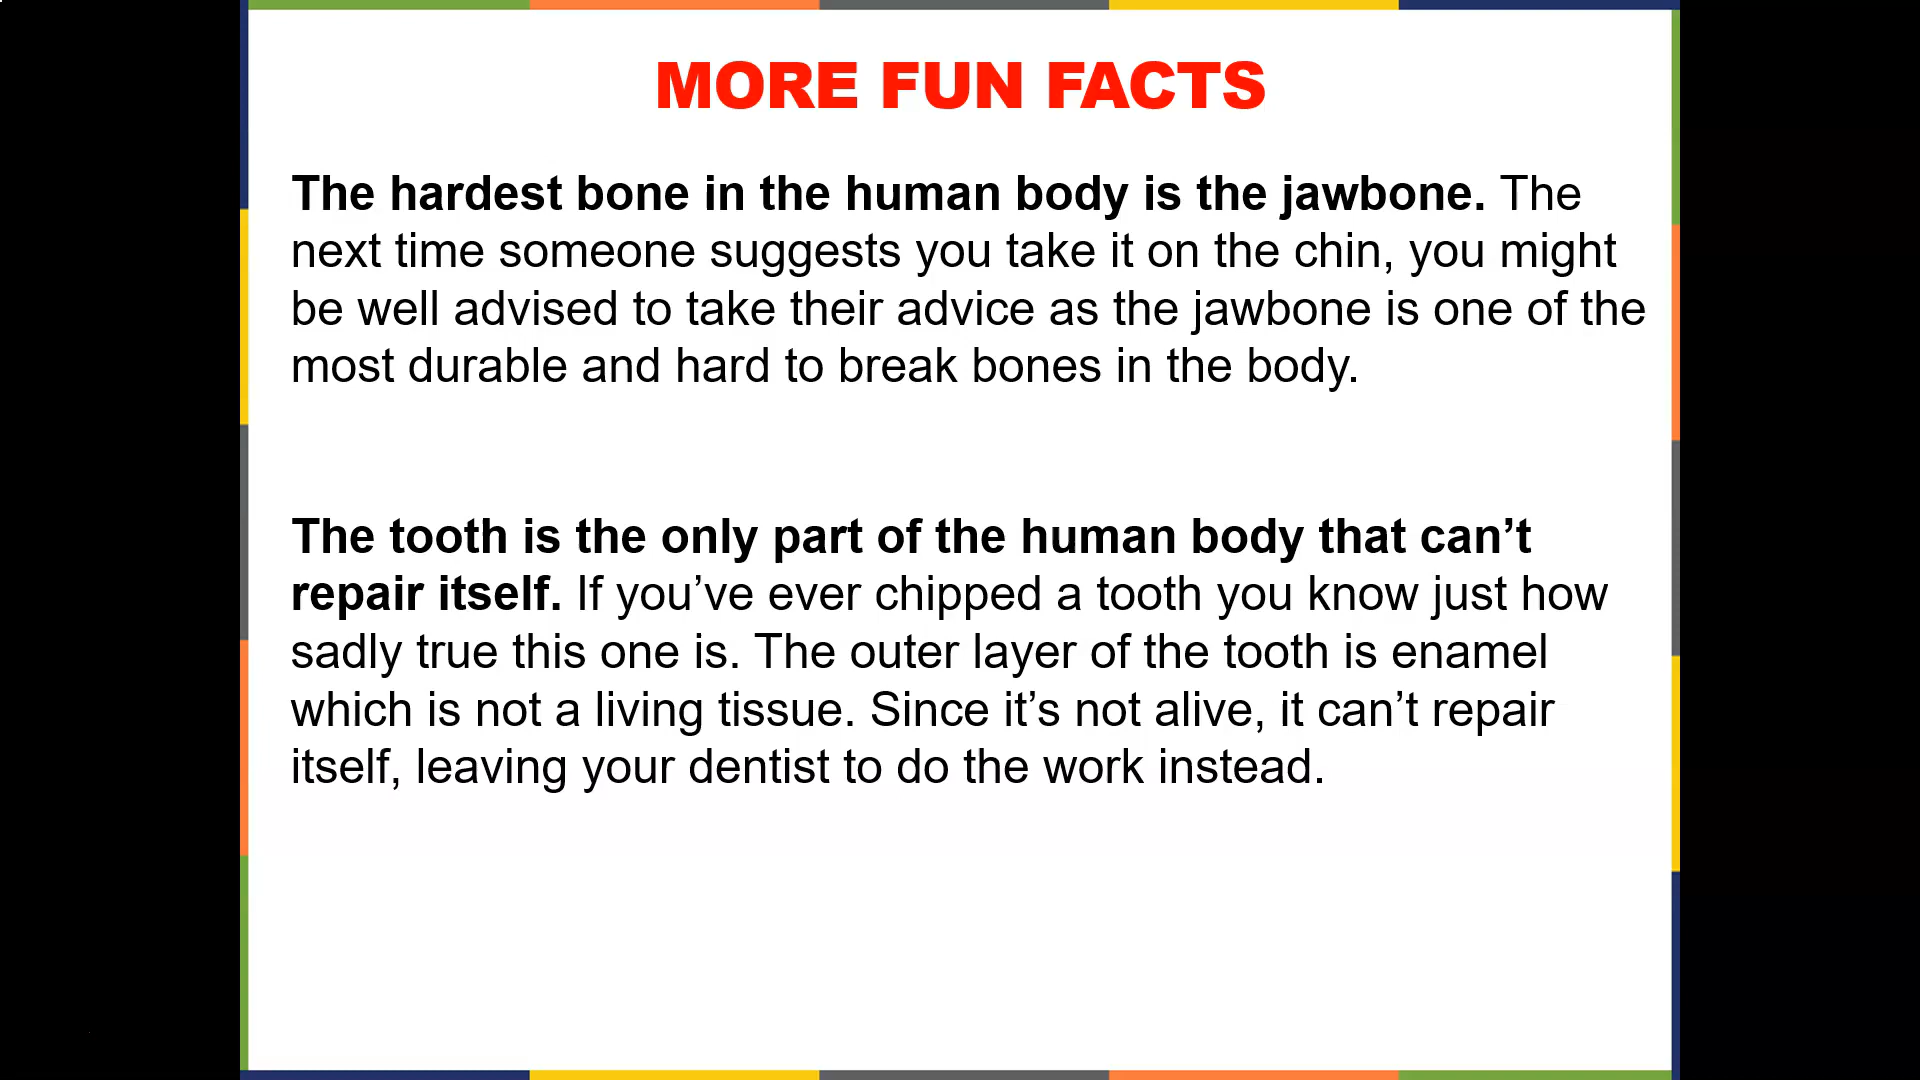 MORE FUN FACTS
The hardest bone in the human body is the jawbone. The
next time someone suggests you take it on the chin, you might
be well advised to take their advice as the jawbone is one of the
most durable and hard to break bones in the body.
The tooth is the only part of the human body that can’t
repair itself. If you’ve ever chipped a tooth you know just how
sadly true this one is. The outer layer of the tooth is enamel
which is not a living tissue. Since it’s not alive, it can’t repair
itself, leaving your dentist to do the work instead.